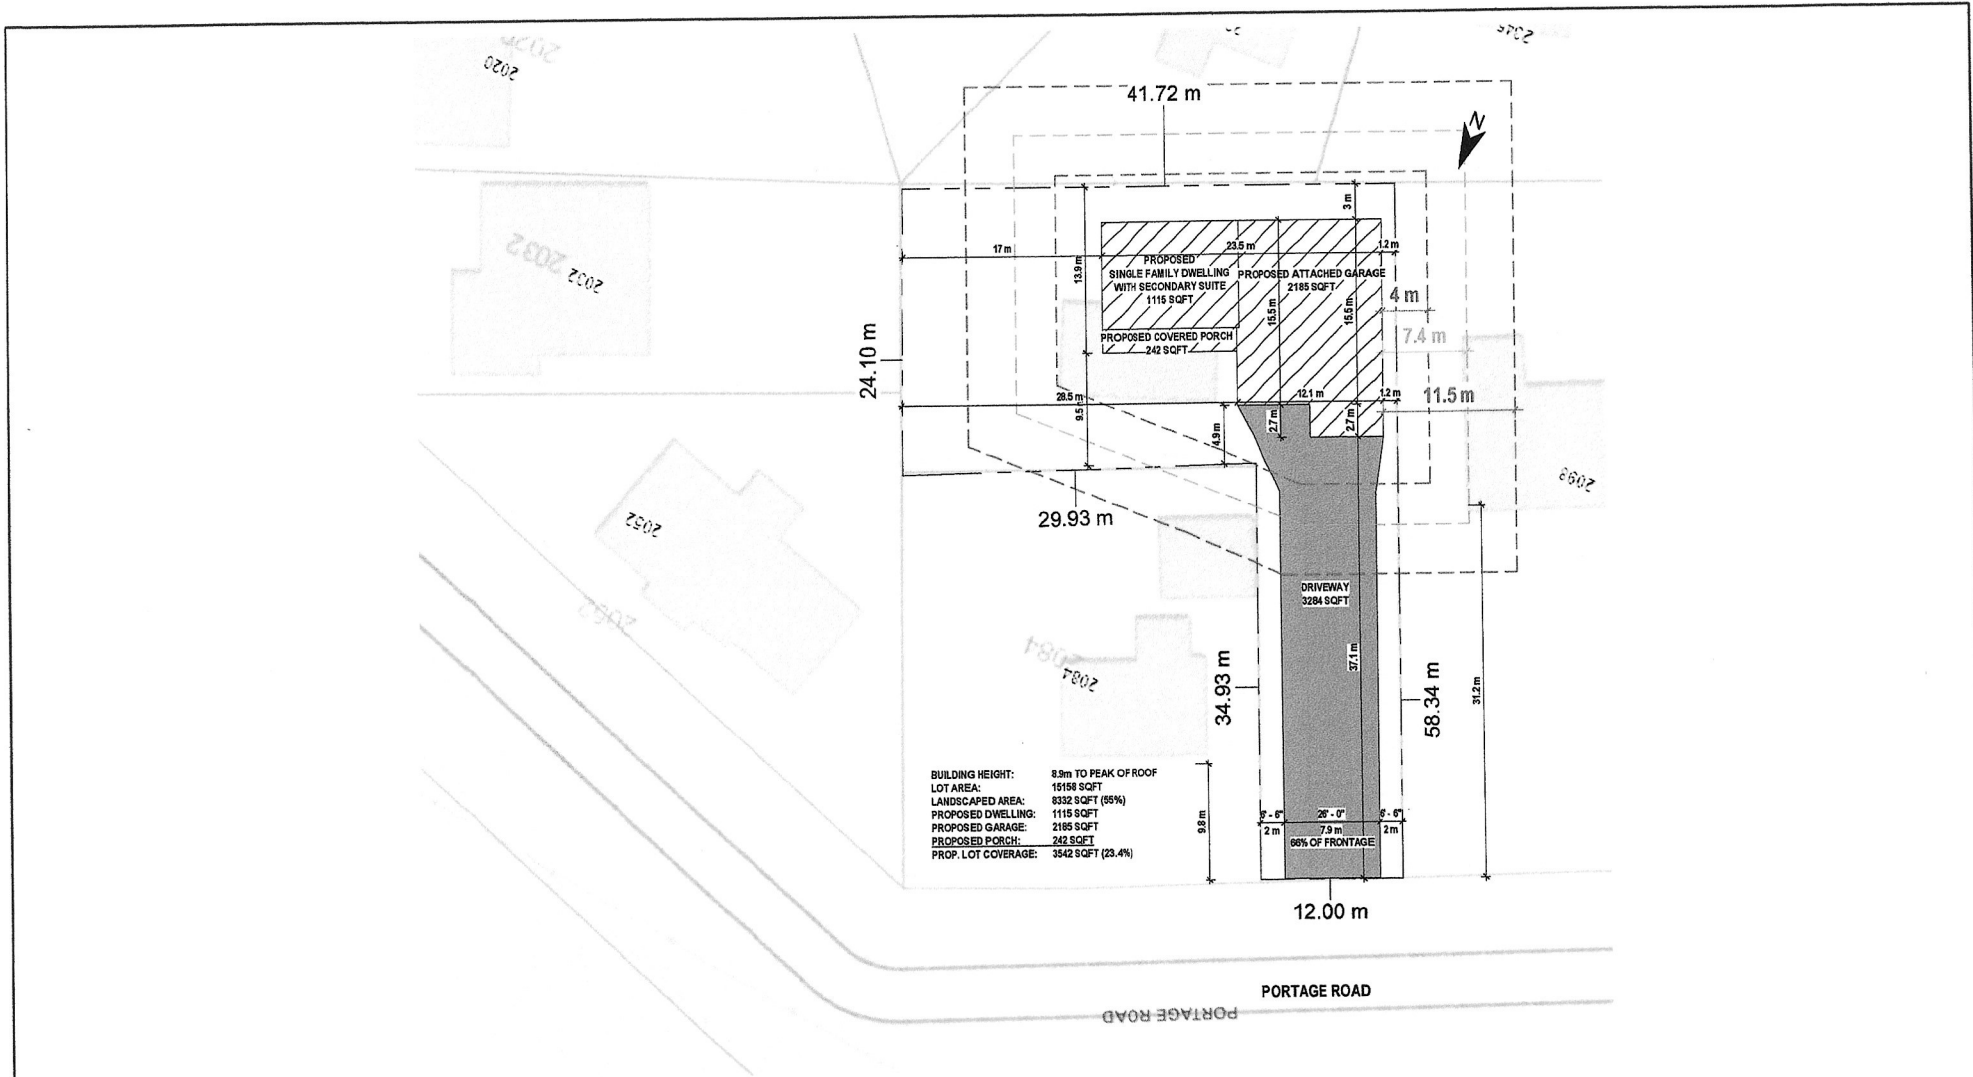 2020
2020
2345
41.72 m
N
3 m
17 m
23.5 m
1.2 m
13.9 m
PROPOSED
SINGLE FAMILY DWELLING
WITH SECONDARY SUITE
1115 SQFT
PROPOSED ATTACHED GARAGE
2185 SQFT
15.5 m
15.5 m
4 m
2032
2032
24.10 m
PROPOSED COVERED PORCH
242 SQFT
7.4 m
28.5 m
12.1 m
1.2 m
11.5 m
9.5
4.9 m
2.7 m
2.7 m
2093
2052
29.93 m
DRIVEWAY
3284 SQFT
2084
2084
34.93 m
37.1 m
58.34 m
31.2 m
BUILDING HEIGHT: 8.9m TO PEAK OF ROOF
LOT AREA: 15158 SQFT
LANDSCAPED AREA: 8332 SQFT (55%)
PROPOSED DWELLING: 1115 SQFT
PROPOSED GARAGE: 2185 SQFT
PROPOSED PORCH: 242 SQFT
PROP. LOT COVERAGE: 3542 SQFT (23.4%)
9.8 m
6' - 6" 26' - 0" 6' - 6"
2 m 7.9 m 2 m
66% OF FRONTAGE
12.00 m
PORTAGE ROAD
PORTAGE ROAD